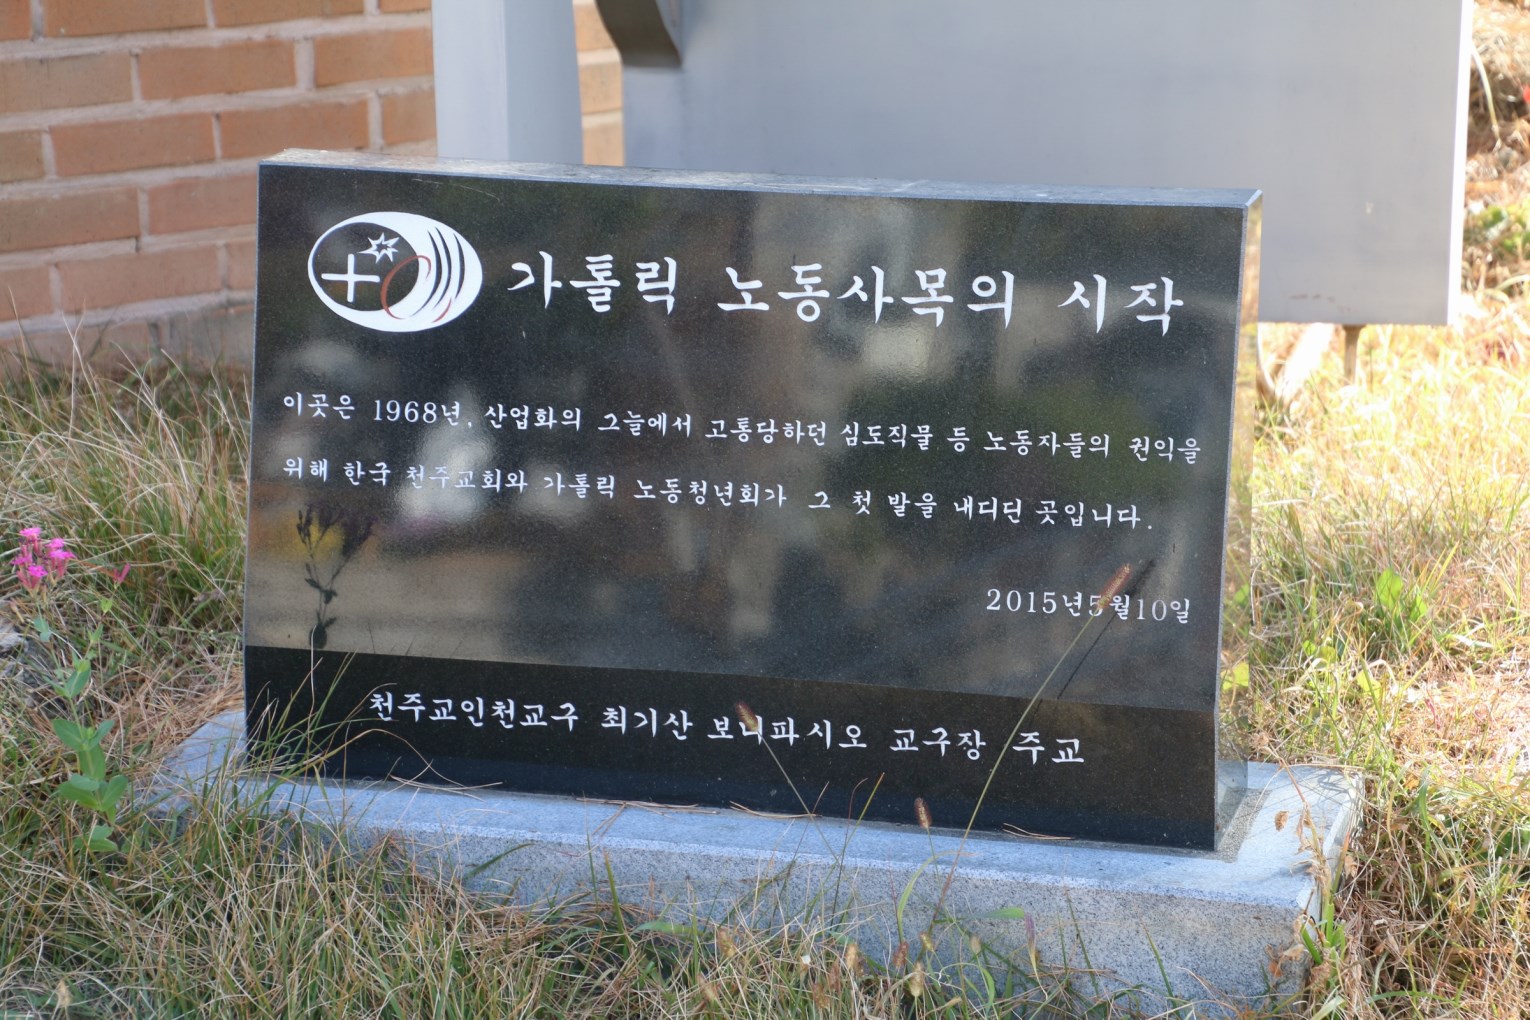 가톨릭 노동사목의 시작
이곳은 1968년, 산업화의 그늘에서 고통당하던 심도직물 등 노동자들의 권익을
위해 한국 천주교회와 가톨릭 노동청년회가 그 첫 발을 내디딘 곳입니다.
2015년5월10일
천주교인천교구 최기산 보니파시오 교구장 주교